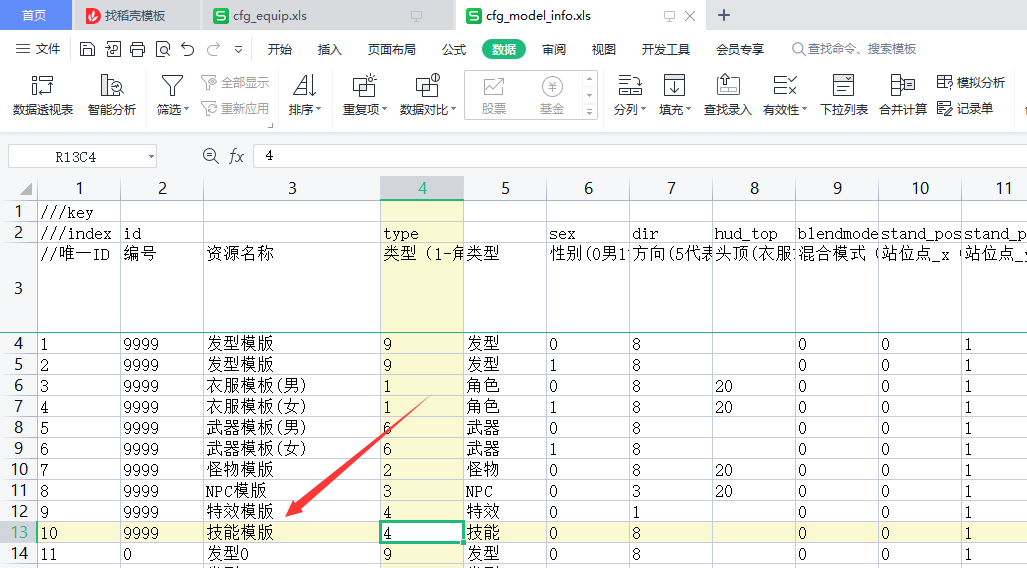 首页 找稻壳模板 cfg_equip.xls cfg_model_info.xls +
文件 开始 插入 页面布局 公式 数据 审阅 视图 开发工具 会员专享 查找命令、搜索模板
全部显示 模拟分析
数据透视表 智能分析 筛选 重新应用 排序 重复项 数据对比 股票 基金 分列 填充 查找录入 有效性 下拉列表 合并计算 记录单
R13C4 fx 4
1 2 3 4 5 6 7 8 9 10 11
1 ///key
2 ///index id type sex dir hud_top blendmode stand_pos stand_p
3 //唯一ID 编号 资源名称 类型（1-角 类型 性别(0男1 方向(5代表 头顶(衣服 混合模式（ 站位点_x 站位点_y
4 1 9999 发型模版 9 发型 0 8 0 0 1
5 2 9999 发型模版 9 发型 1 8 0 0 1
6 3 9999 衣服模板(男) 1 角色 0 8 20 0 0 1
7 4 9999 衣服模板(女) 1 角色 1 8 20 0 0 1
8 5 9999 武器模板(男) 6 武器 0 8 0 0 1
9 6 9999 武器模板(女) 6 武器 1 8 0 0 1
10 7 9999 怪物模版 2 怪物 0 8 20 0 0 1
11 8 9999 NPC模版 3 NPC 0 3 20 0 0 1
12 9 9999 特效模版 4 特效 0 1 0 0 1
13 10 9999 技能模版 4 技能 0 8 0 0 1
14 11 0 发型0 9 发型 0 8 0 0 1